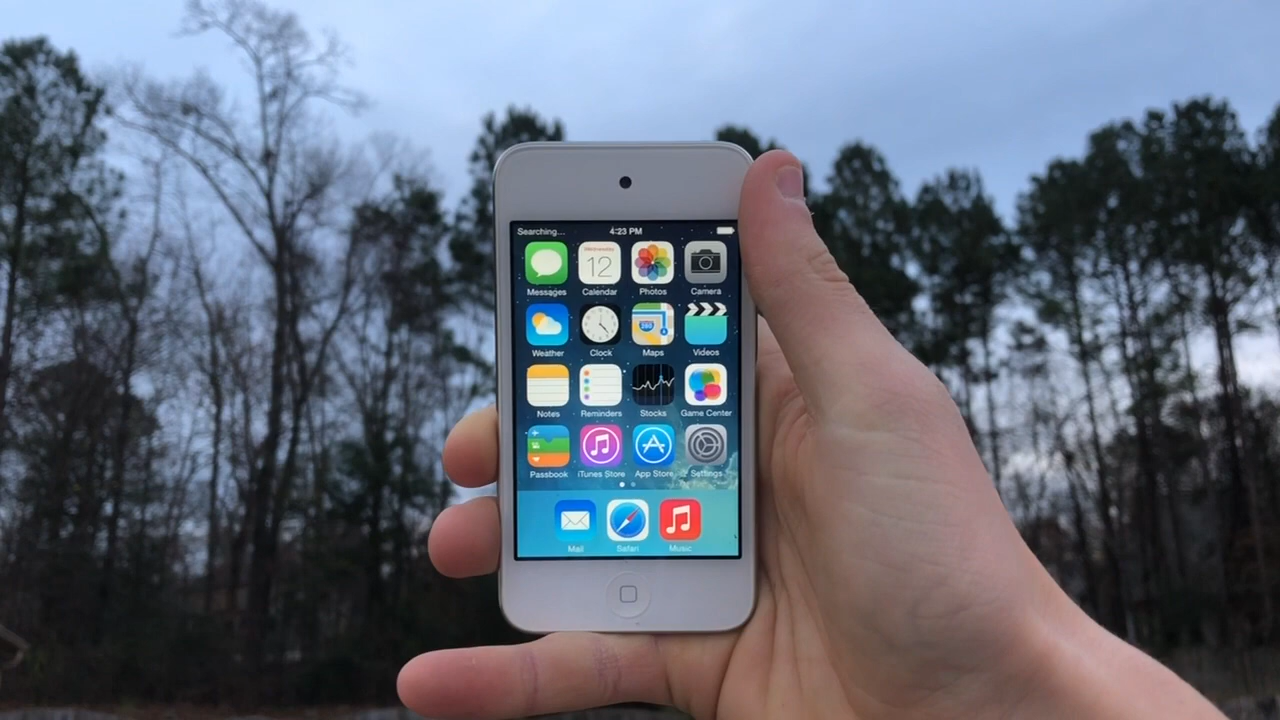 Searching... 4:23 PM
Wednesday
12
Messages Calendar Photos Camera
280
Weather Clock Maps Videos
Notes Reminders Stocks Game Center
Passbook iTunes Store App Store Settings
Mail Safari Music